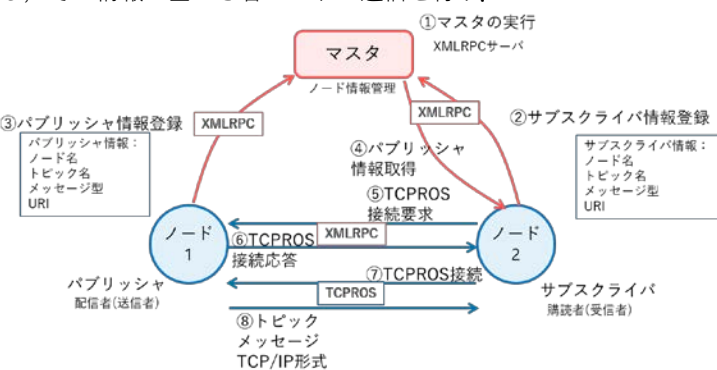 ①マスタの実行
XMLRPCサーバ
マスタ
ノード情報管理
③パブリッシャ情報登録
XMLRPC
XMLRPC
②サブスクライバ情報登録
パブリッシャ情報：
ノード名
トピック名
メッセージ型
URI
④パブリッシャ
情報取得
サブスクライバ情報：
ノード名
トピック名
メッセージ型
URI
⑤TCPROS
接続要求
ノード
1
XMLRPC
ノード
2
⑥TCPROS
接続応答
⑦TCPROS接続
パブリッシャ
配信者(送信者)
TCPROS
サブスクライバ
購読者(受信者)
⑧トピック
メッセージ
TCP/IP形式